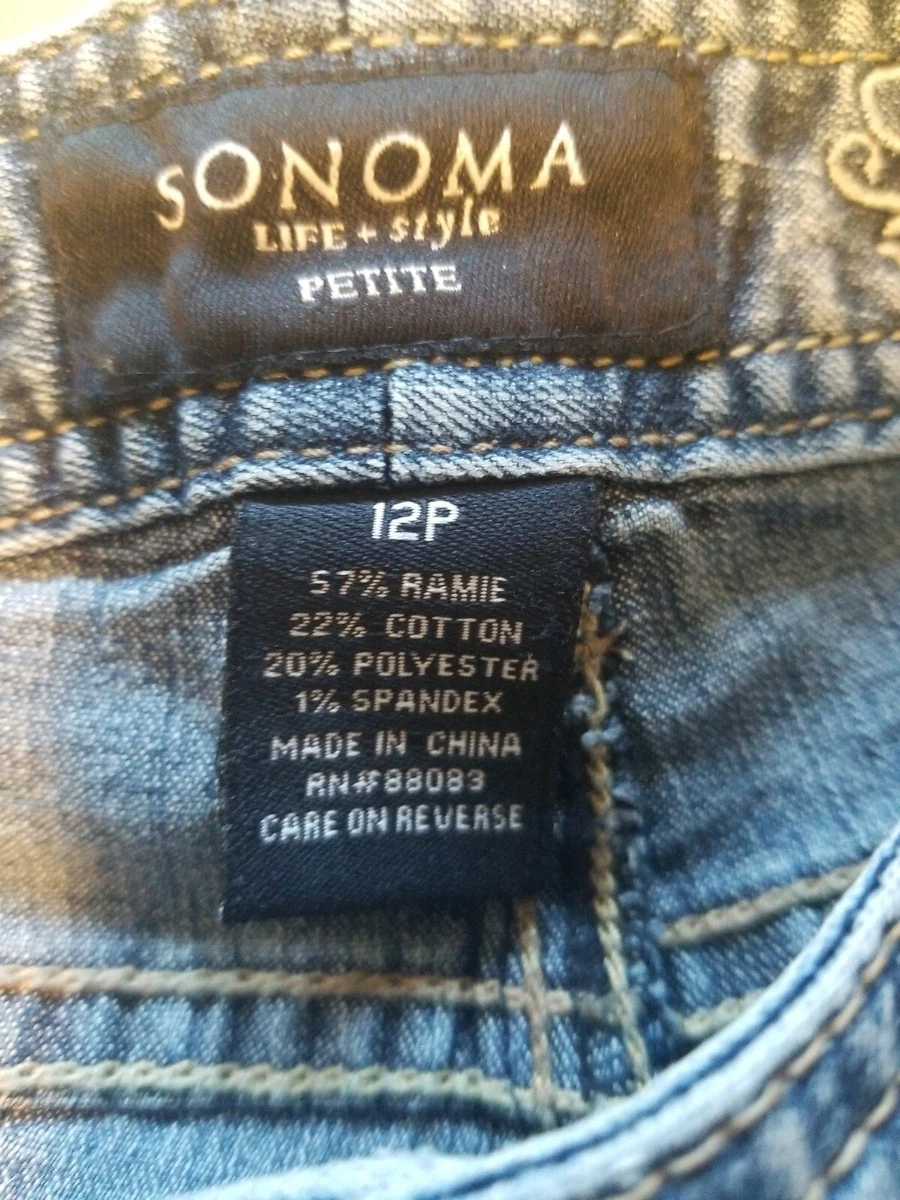 SONOMA
LIFE + style
PETITE
12P
57% RAMIE
22% COTTON
20% POLYESTER
1% SPANDEX
MADE IN CHINA
RN#88083
CARE ON REVERSE